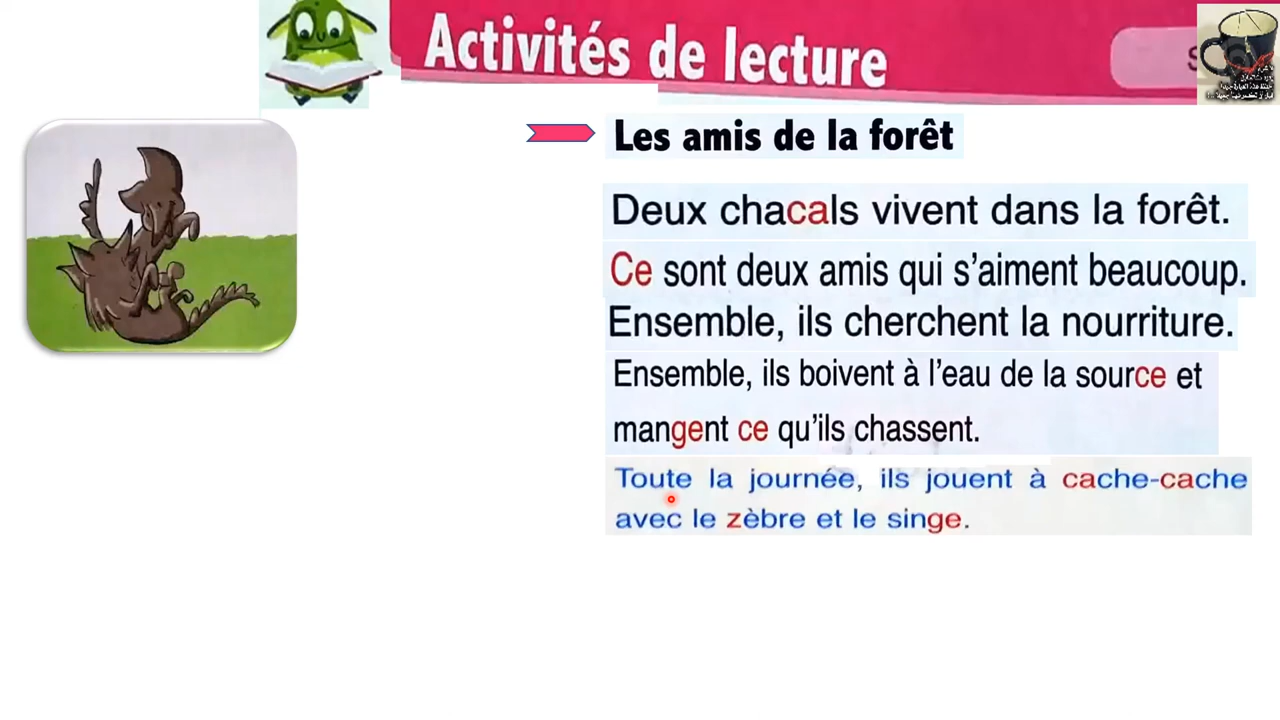 Activités de lecture
Les amis de la forêt
Deux chacals vivent dans la forêt.
Ce sont deux amis qui s'aiment beaucoup.
Ensemble, ils cherchent la nourriture.
Ensemble, ils boivent à l'eau de la source et
mangent ce qu'ils chassent.
Toute la journée, ils jouent à cache-cache
avec le zèbre et le singe.